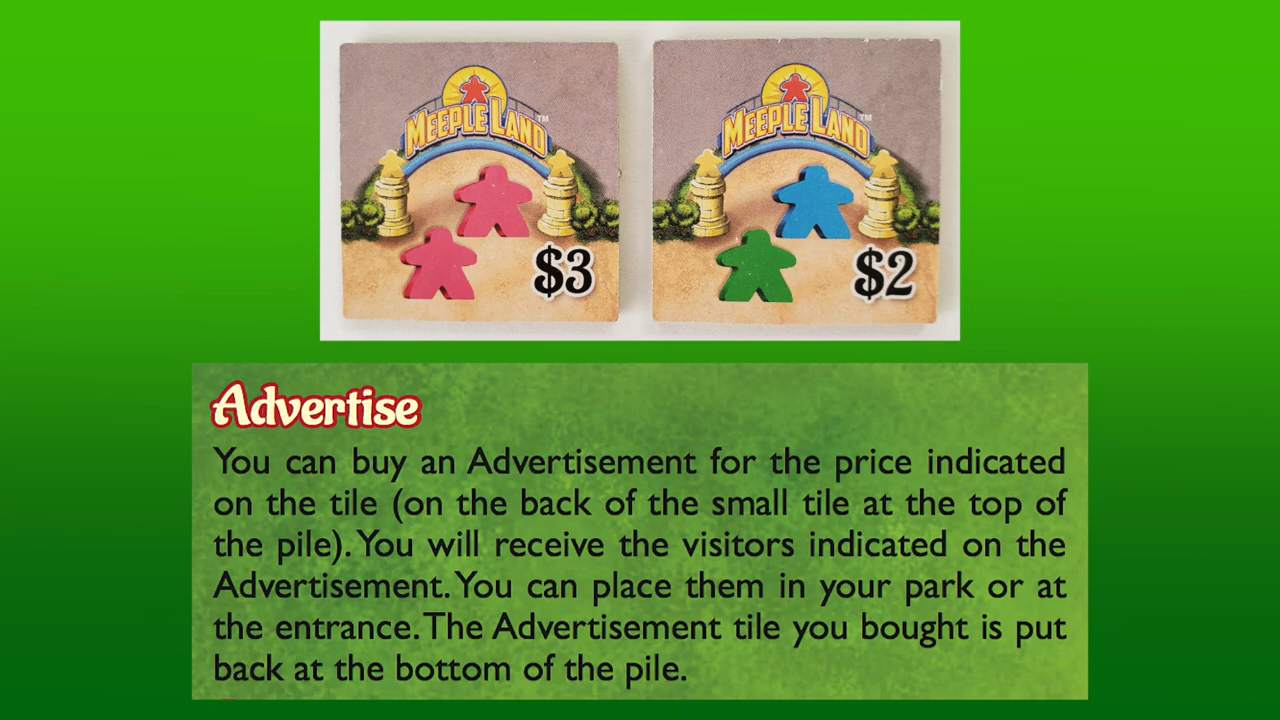 MEEPLE LAND™
$3
MEEPLE LAND™
$2
Advertise
You can buy an Advertisement for the price indicated
on the tile (on the back of the small tile at the top of
the pile). You will receive the visitors indicated on the
Advertisement. You can place them in your park or at
the entrance. The Advertisement tile you bought is put
back at the bottom of the pile.